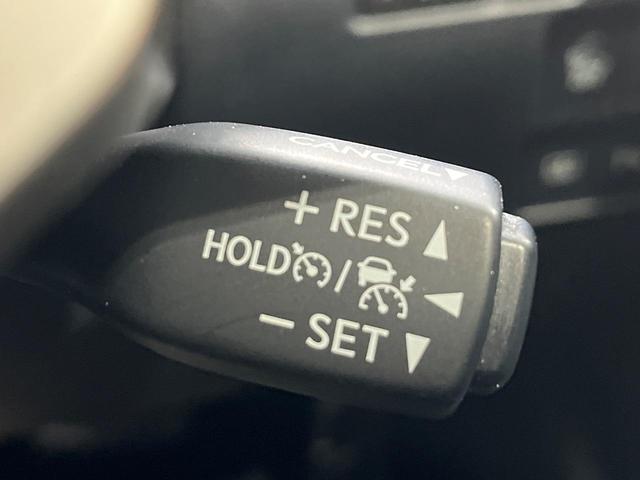 CANCEL▼
+ RES ▲
HOLD / ◀
− SET ▼